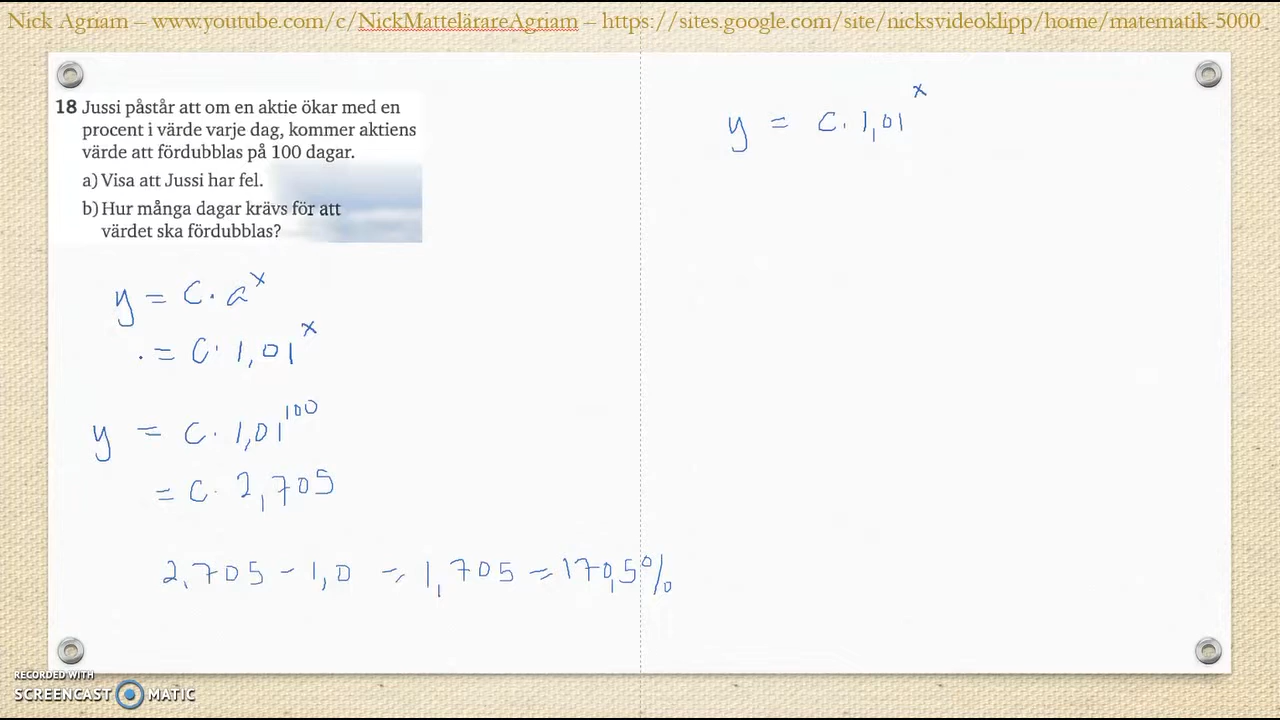 Nick Agriam – www.youtube.com/c/NickMattelärareAgriam – https://sites.google.com/site/nicksvideoklipp/home/matematik-5000
18 Jussi påstår att om en aktie ökar med en
procent i värde varje dag, kommer aktiens
värde att fördubblas på 100 dagar.
a) Visa att Jussi har fel.
b) Hur många dagar krävs för att
värdet ska fördubblas?
y = C · a^x
· = C · 1,01^x
y = C · 1,01^100
= C · 2,705
2,705 - 1,0 = 1,705 = 170,5%
y = C · 1,01^x
RECORDED WITH
SCREENCAST MATIC